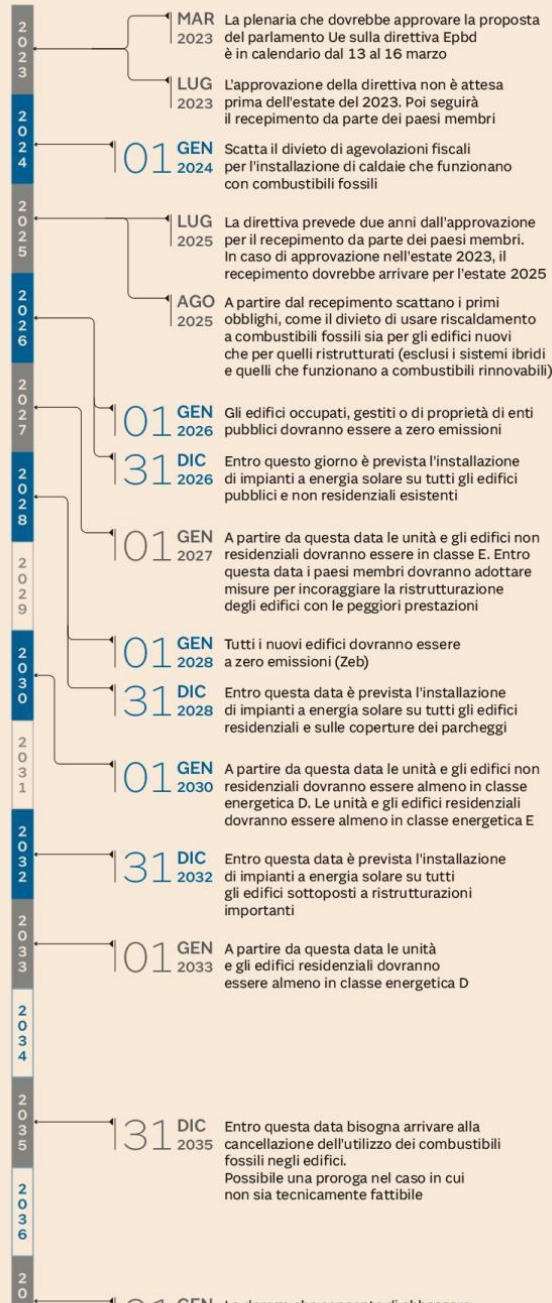 2023
MAR 2023
La plenaria che dovrebbe approvare la proposta
del parlamento Ue sulla direttiva Epbd
è in calendario dal 13 al 16 marzo
LUG 2023
L'approvazione della direttiva non è attesa
prima dell'estate del 2023. Poi seguirà
il recepimento da parte dei paesi membri
2024
01 GEN 2024
Scatta il divieto di agevolazioni fiscali
per l'installazione di caldaie che funzionano
con combustibili fossili
2025
LUG 2025
La direttiva prevede due anni dall'approvazione
per il recepimento da parte dei paesi membri.
In caso di approvazione nell'estate 2023, il
recepimento dovrebbe arrivare per l'estate 2025
AGO 2025
A partire dal recepimento scattano i primi
obblighi, come il divieto di usare riscaldamento
a combustibili fossili sia per gli edifici nuovi
che per quelli ristrutturati (esclusi i sistemi ibridi
e quelli che funzionano a combustibili rinnovabili)
2026
01 GEN 2026
Gli edifici occupati, gestiti o di proprietà di enti
pubblici dovranno essere a zero emissioni
31 DIC 2026
Entro questo giorno è prevista l'installazione
di impianti a energia solare su tutti gli edifici
pubblici e non residenziali esistenti
2027
01 GEN 2027
A partire da questa data le unità e gli edifici non
residenziali dovranno essere in classe E. Entro
questa data i paesi membri dovranno adottare
misure per incoraggiare la ristrutturazione
degli edifici con le peggiori prestazioni
2028
01 GEN 2028
Tutti i nuovi edifici dovranno essere
a zero emissioni (Zeb)
31 DIC 2028
Entro questa data è prevista l'installazione
di impianti a energia solare su tutti gli edifici
residenziali e sulle coperture dei parcheggi
2029
2030
01 GEN 2030
A partire da questa data le unità e gli edifici non
residenziali dovranno essere almeno in classe
energetica D. Le unità e gli edifici residenziali
dovranno essere almeno in classe energetica E
2031
2032
31 DIC 2032
Entro questa data è prevista l'installazione
di impianti a energia solare su tutti
gli edifici sottoposti a ristrutturazioni
importanti
2033
01 GEN 2033
A partire da questa data le unità
e gli edifici residenziali dovranno
essere almeno in classe energetica D
2034
2035
31 DIC 2035
Entro questa data bisogna arrivare alla
cancellazione dell'utilizzo dei combustibili
fossili negli edifici.
Possibile una proroga nel caso in cui
non sia tecnicamente fattibile
2036
20
GEN